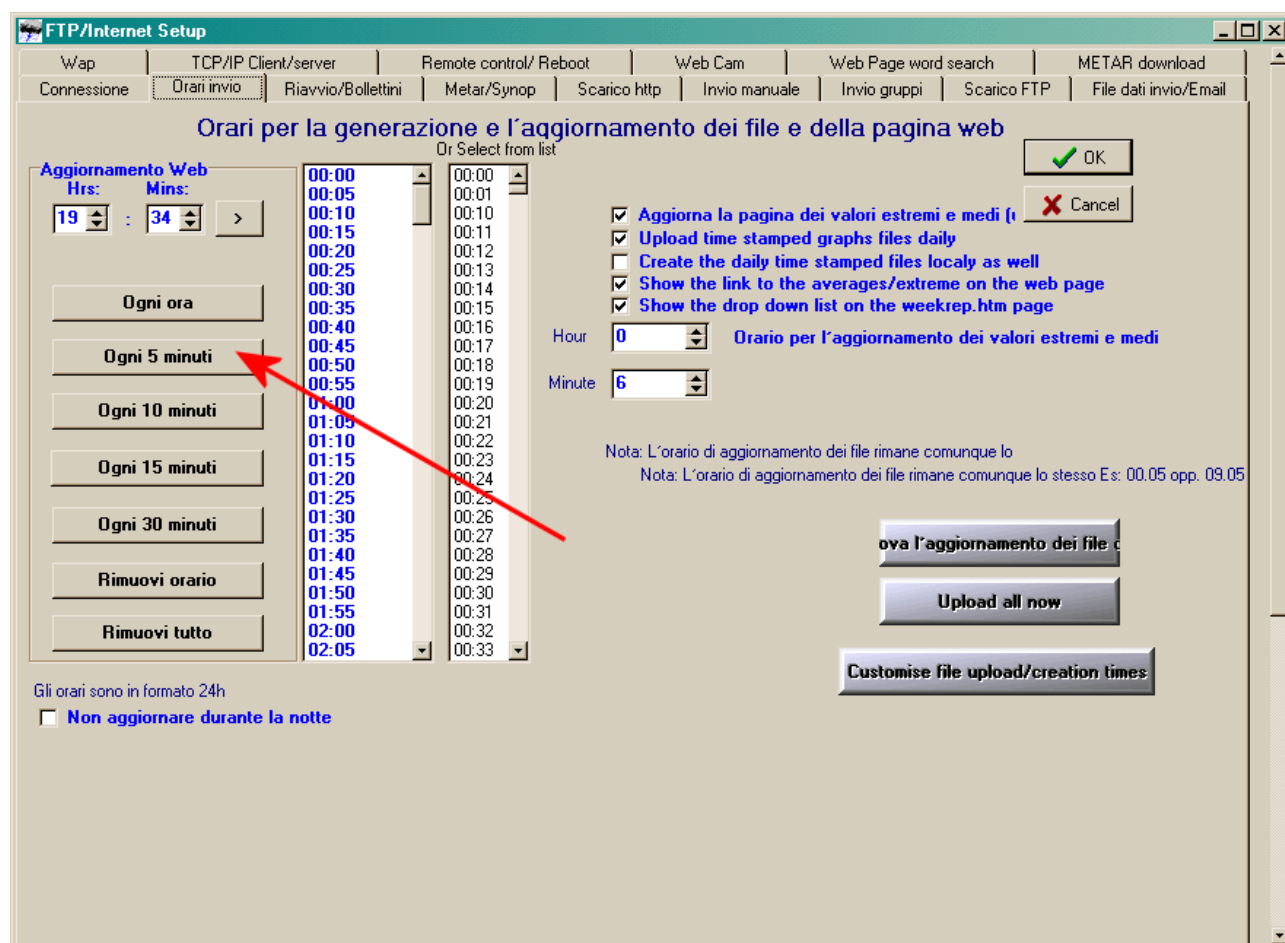 FTP/Internet Setup
Wap
TCP/IP Client/server
Remote control/ Reboot
Web Cam
Web Page word search
METAR download
Connessione
Orari invio
Riavvio/Bollettini
Metar/Synop
Scarico http
Invio manuale
Invio gruppi
Scarico FTP
File dati invio/Email
Orari per la generazione e l´aggiornamento dei file e della pagina web
Or Select from list
OK
Cancel
Aggiornamento Web
Hrs: Mins:
19 : 34 >
Ogni ora
Ogni 5 minuti
Ogni 10 minuti
Ogni 15 minuti
Ogni 30 minuti
Rimuovi orario
Rimuovi tutto
00:00
00:05
00:10
00:15
00:20
00:25
00:30
00:35
00:40
00:45
00:50
00:55
01:00
01:05
01:10
01:15
01:20
01:25
01:30
01:35
01:40
01:45
01:50
01:55
02:00
02:05
00:00
00:01
00:10
00:11
00:12
00:13
00:14
00:15
00:16
00:17
00:18
00:19
00:20
00:21
00:22
00:23
00:24
00:25
00:26
00:27
00:28
00:29
00:30
00:31
00:32
00:33
Aggiorna la pagina dei valori estremi e medi (
Upload time stamped graphs files daily
Create the daily time stamped files localy as well
Show the link to the averages/extreme on the web page
Show the drop down list on the weekrep.htm page
Hour 0 Orario per l´aggiornamento dei valori estremi e medi
Minute 6
Nota: L´orario di aggiornamento dei file rimane comunque lo
Nota: L´orario di aggiornamento dei file rimane comunque lo stesso Es: 00.05 opp. 09.05
ova l´aggiornamento dei file
Upload all now
Customise file upload/creation times
Gli orari sono in formato 24h
Non aggiornare durante la notte